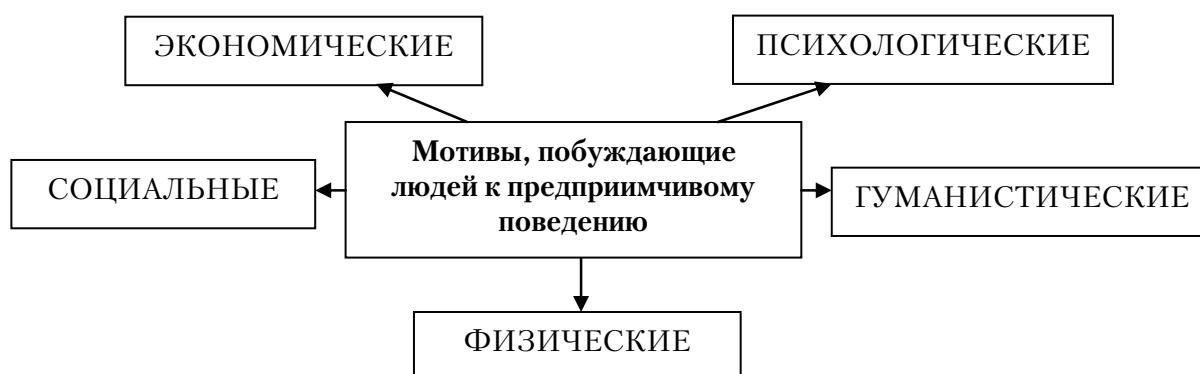 ЭКОНОМИЧЕСКИЕ
ПСИХОЛОГИЧЕСКИЕ
Мотивы, побуждающие
людей к предприимчивому
поведению
СОЦИАЛЬНЫЕ
ГУМАНИСТИЧЕСКИЕ
ФИЗИЧЕСКИЕ